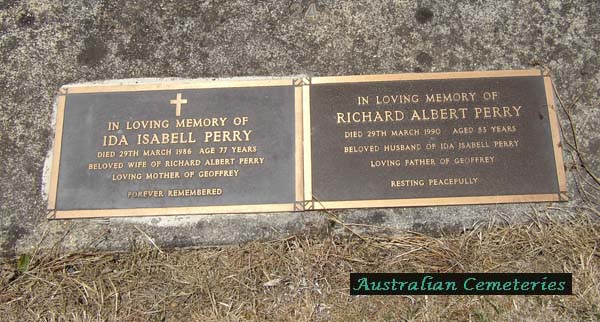 IN LOVING MEMORY OF
IDA ISABELL PERRY
DIED 29TH MARCH 1986 AGE 77 YEARS
BELOVED WIFE OF RICHARD ALBERT PERRY
LOVING MOTHER OF GEOFFREY
FOREVER REMEMBERED
IN LOVING MEMORY OF
RICHARD ALBERT PERRY
DIED 29TH MARCH 1990 AGED 83 YEARS
BELOVED HUSBAND OF IDA ISABELL PERRY
LOVING FATHER OF GEOFFREY
RESTING PEACEFULLY
Australian Cemeteries